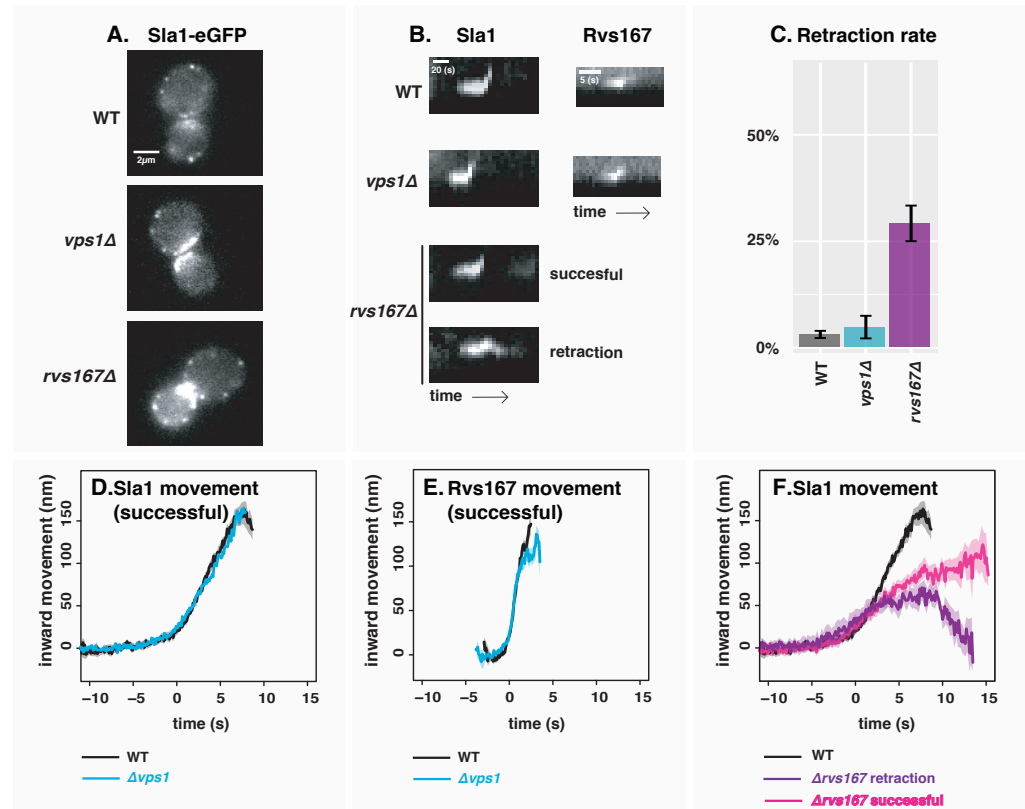 A. Sla1-eGFP
WT
2µm
vps1Δ
rvs167Δ
B. Sla1 Rvs167
20 (s)
5 (s)
WT
vps1Δ
time
rvs167Δ
succesful
retraction
time
C. Retraction rate
50%
25%
0%
WT
vps1Δ
rvs167Δ
D. Sla1 movement
(successful)
inward movement (nm)
0 50 100 150
−10 −5 0 5 10 15
time (s)
WT
Δvps1
E. Rvs167 movement
(successful)
inward movement (nm)
0 50 100 150
−10 −5 0 5 10 15
time (s)
WT
Δvps1
F. Sla1 movement
inward movement (nm)
0 50 100 150
−10 −5 0 5 10 15
time (s)
WT
Δrvs167 retraction
Δrvs167 successful